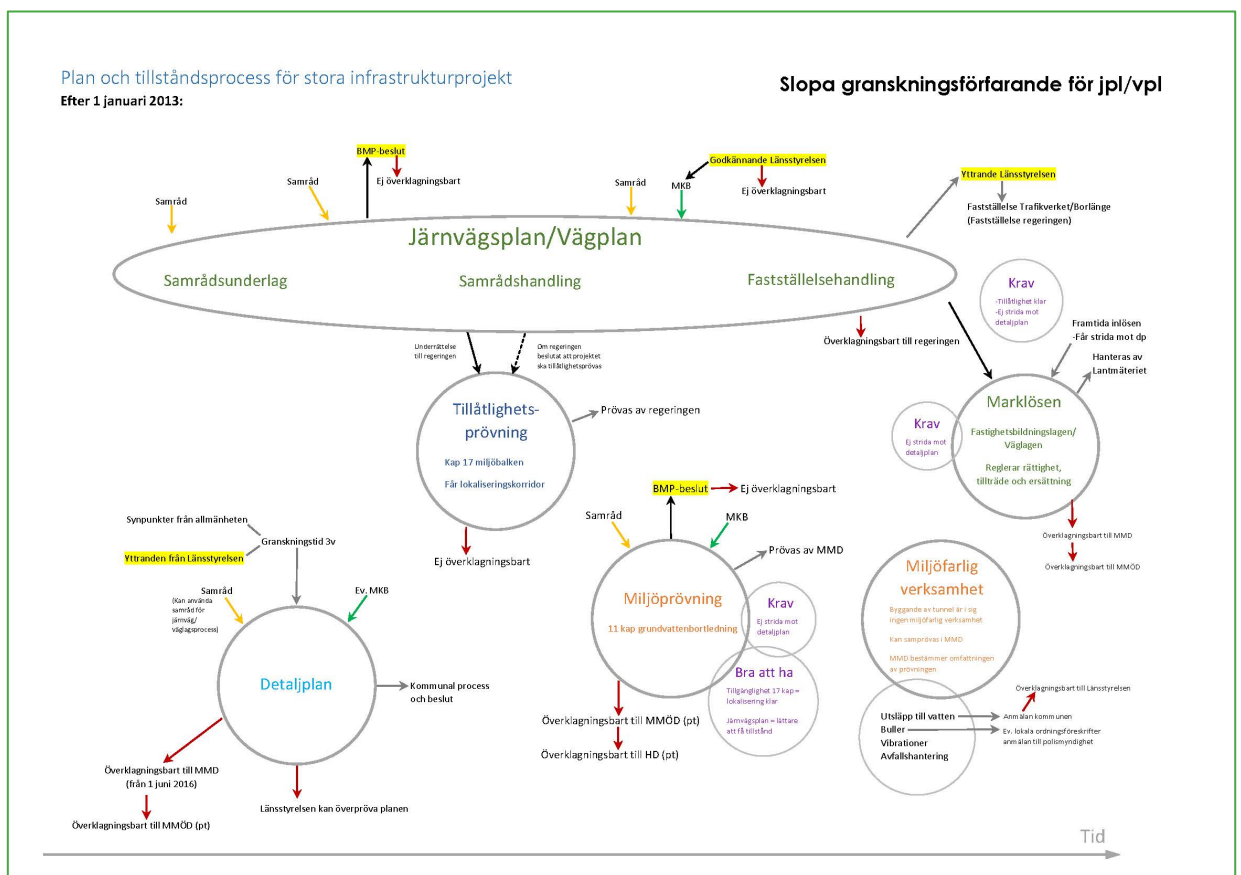 Plan och tillståndsprocess för stora infrastrukturprojekt
Efter 1 januari 2013:
Slopa granskningsförfarande för jpl/vpl
BMP-beslut
Ej överklagningsbart
Samråd
Samråd
Samråd
MKB
Godkännande Länsstyrelsen
Ej överklagningsbart
Yttrande Länsstyrelsen
Fastställelse Trafikverket/Borlänge
(Fastställelse regeringen)
Järnvägsplan/Vägplan
Samrådsunderlag
Samrådshandling
Fastställelsehandling
Krav
-Tillåtlighet klar
-Ej strida mot
detaljplan
Underrättelse
till regeringen
Om regeringen
beslutat att projektet
ska tillåtlighetsprövas
Överklagningsbart till regeringen
Framtida inlösen
-Får strida mot dp
Hanteras av
Lantmäteriet
Tillåtlighets-
prövning
Kap 17 miljöbalken
Får lokaliseringskorridor
Prövas av regeringen
Ej överklagningsbart
Krav
Ej strida mot
detaljplan
Marklösen
Fastighetsbildningslagen/
Väglagen
Reglerar rättighet,
tillträde och ersättning
Överklagningsbart till MMD
Överklagningsbart till MMÖD
Synpunkter från allmänheten
Granskningstid 3v
Yttranden från Länsstyrelsen
Samråd
(Kan använda
samråd för
järnväg/
väglagsprocess)
Ev. MKB
Detaljplan
Kommunal process
och beslut
Överklagningsbart till MMD
(från 1 juni 2016)
Överklagningsbart till MMÖD (pt)
Länsstyrelsen kan överpröva planen
BMP-beslut
Ej överklagningsbart
Samråd
MKB
Prövas av MMD
Miljöprövning
11 kap grundvattenbortledning
Krav
Ej strida mot
detaljplan
Bra att ha
Tillgänglighet 17 kap =
lokalisering klar
Järnvägsplan = lättare
att få tillstånd
Överklagningsbart till MMÖD (pt)
Överklagningsbart till HD (pt)
Miljöfarlig
verksamhet
Byggande av tunnel är i sig
ingen miljöfarlig verksamhet
Kan samprövas i MMD
MMD bestämmer omfattningen
av prövningen
Utsläpp till vatten
Buller
Vibrationer
Avfallshantering
Överklagningsbart till Länsstyrelsen
Anmälan kommunen
Ev. lokala ordningsföreskrifter
anmälan till polismyndighet
Tid